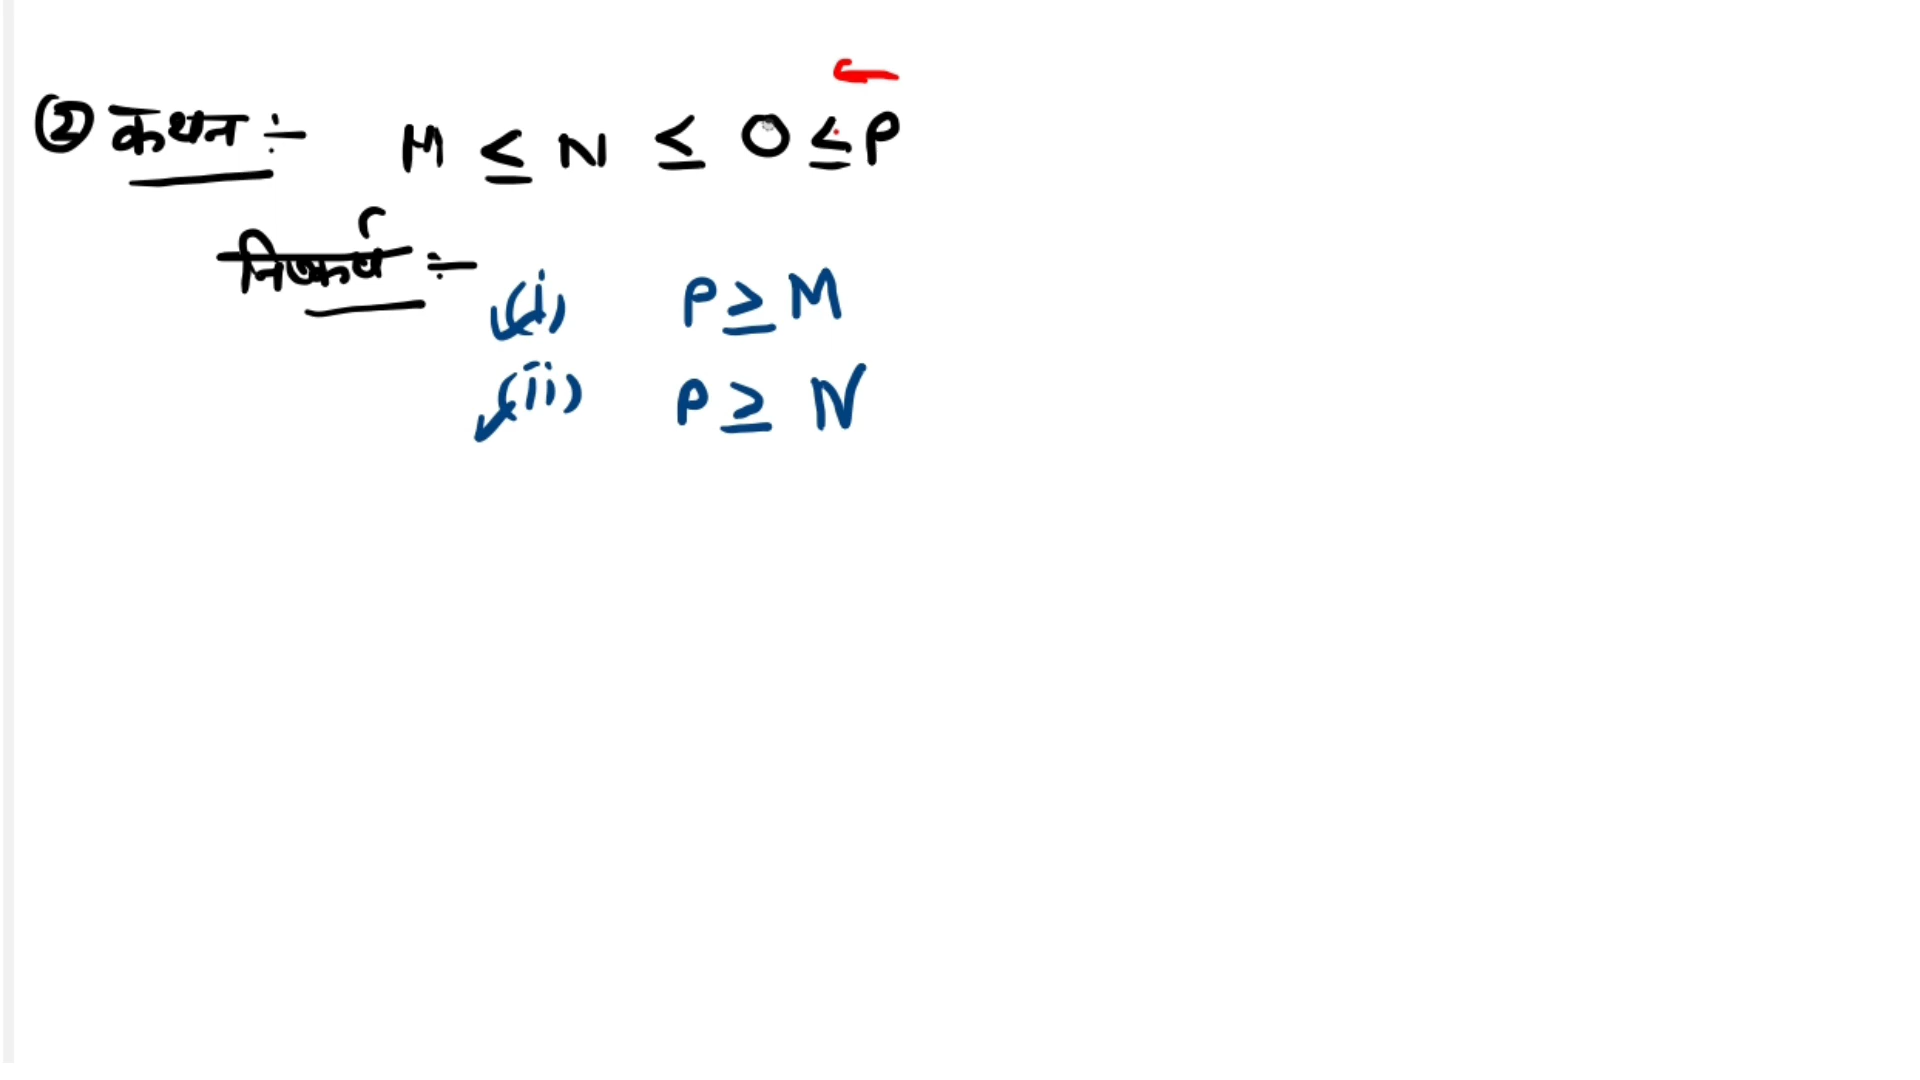 ② कथन :- M ≤ N ≤ O ≤ P
निष्कर्ष :-
(i) P ≥ M
(ii) P ≥ N